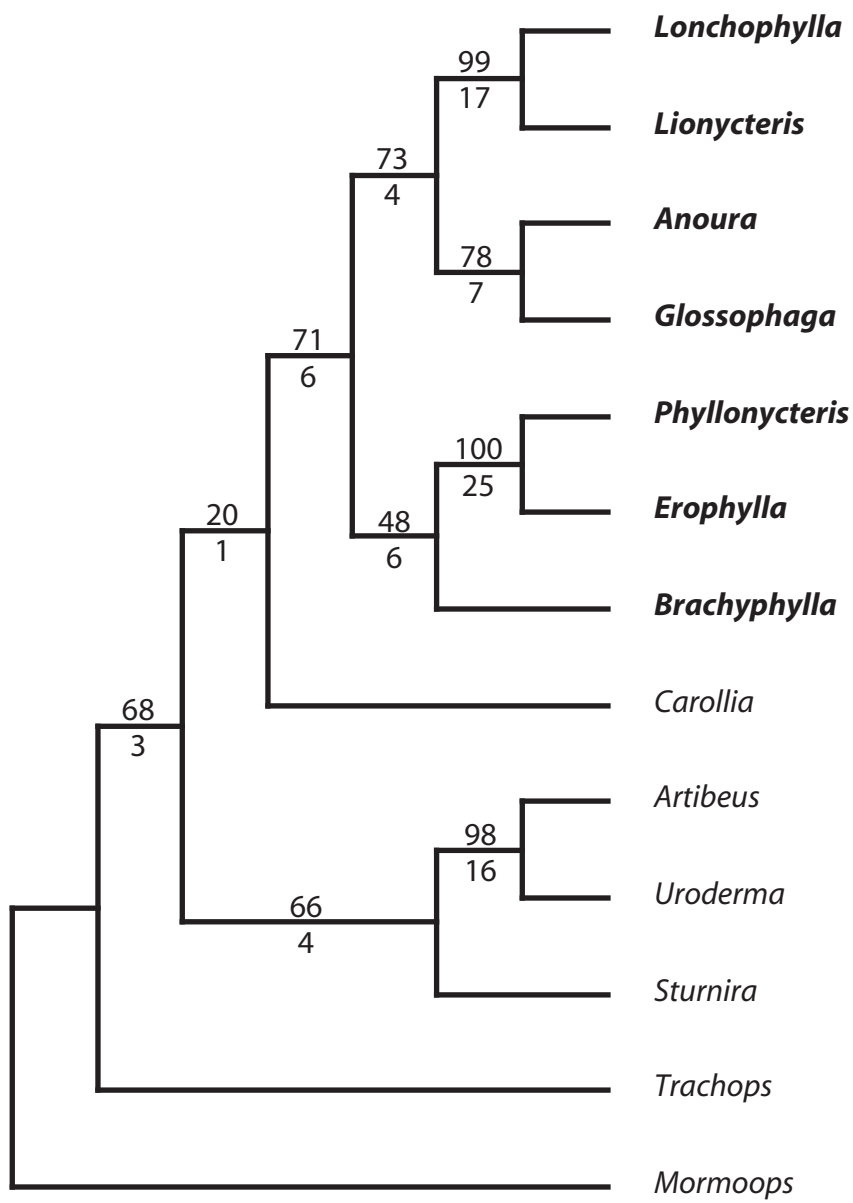 Lonchophylla
99
17
Lionycteris
73
4
Anoura
78
7
Glossophaga
71
6
Phyllonycteris
100
25
Erophylla
20
1
48
6
Brachyphylla
Carollia
68
3
Artibeus
98
16
Uroderma
66
4
Sturnira
Trachops
Mormoops